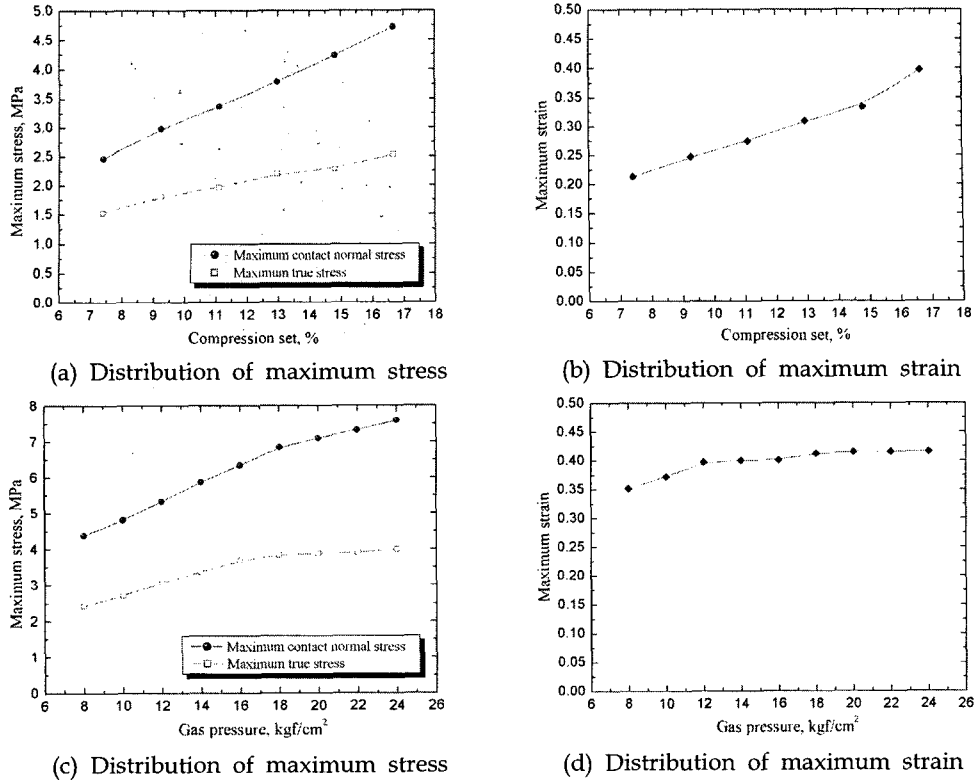 5.0
4.5
4.0
3.5
3.0
2.5
2.0
1.5
1.0
0.5
0.0
Maximum stress, MPa
Maximum contact normal stress
Maximum true stress
6 7 8 9 10 11 12 13 14 15 16 17 18
Compression set, %
(a) Distribution of maximum stress
0.50
0.45
0.40
0.35
0.30
0.25
0.20
0.15
0.10
0.05
0.00
Maximum strain
6 7 8 9 10 11 12 13 14 15 16 17 18
Compression set, %
(b) Distribution of maximum strain
8
7
6
5
4
3
2
1
0
Maximum stress, MPa
Maximum contact normal stress
Maximum true stress
6 8 10 12 14 16 18 20 22 24 26
Gas pressure, kgf/cm²
(c) Distribution of maximum stress
0.50
0.45
0.40
0.35
0.30
0.25
0.20
0.15
0.10
0.05
0.00
Maximum strain
6 8 10 12 14 16 18 20 22 24 26
Gas pressure, kgf/cm²
(d) Distribution of maximum strain